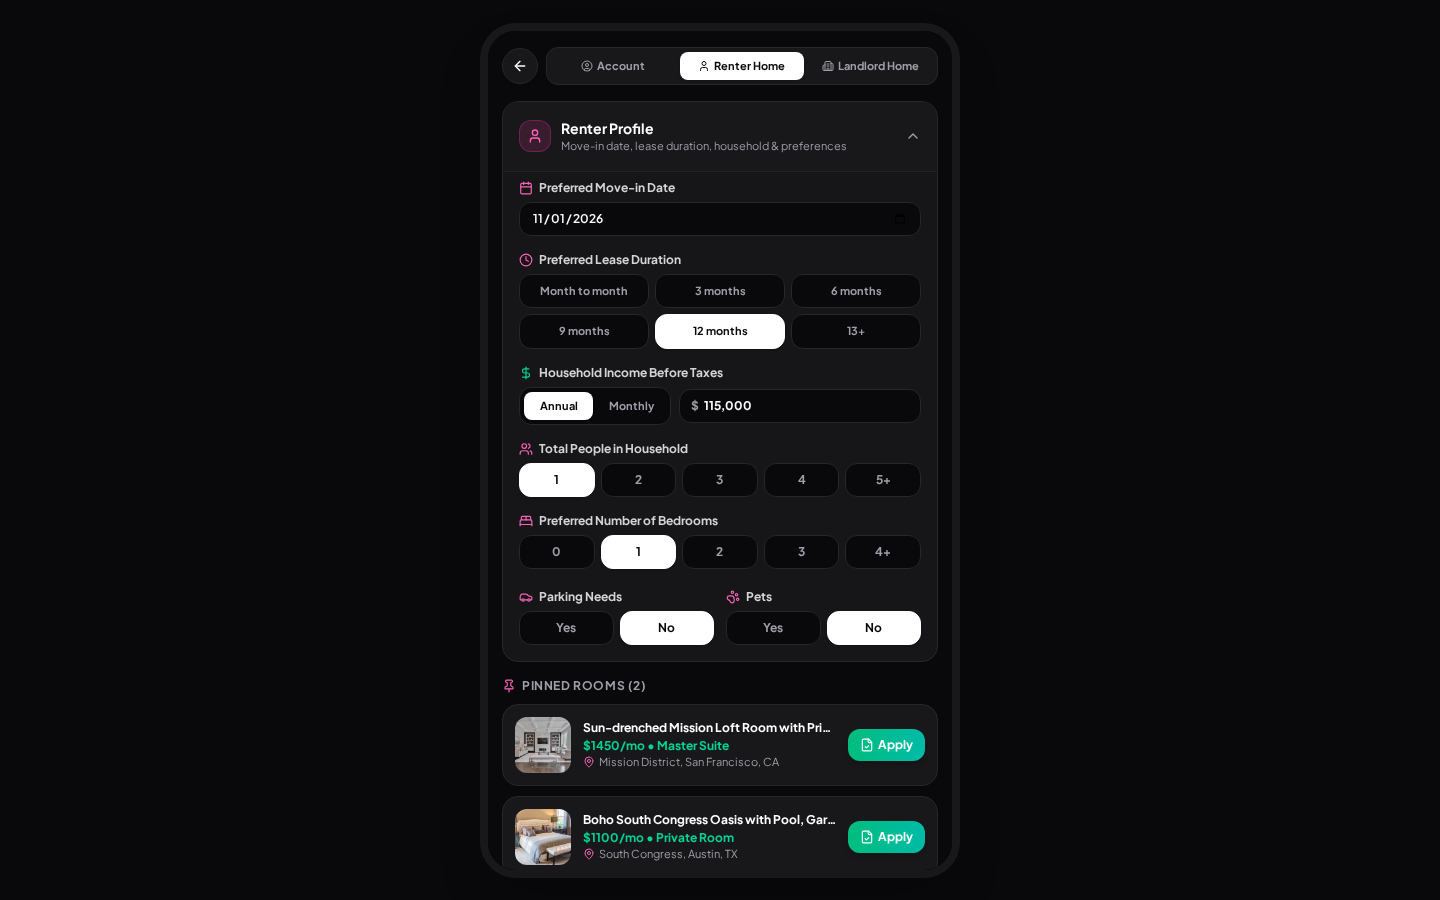 Account
Renter Home
Landlord Home
Renter Profile
Move-in date, lease duration, household & preferences
Preferred Move-in Date
11/01/2026
Preferred Lease Duration
Month to month
3 months
6 months
9 months
12 months
13+
Household Income Before Taxes
Annual
Monthly
$ 115,000
Total People in Household
1
2
3
4
5+
Preferred Number of Bedrooms
0
1
2
3
4+
Parking Needs
Pets
Yes
No
Yes
No
PINNED ROOMS (2)
Sun-drenched Mission Loft Room with Pri...
$1450/mo • Master Suite
Mission District, San Francisco, CA
Apply
Boho South Congress Oasis with Pool, Gar...
$1100/mo • Private Room
South Congress, Austin, TX
Apply